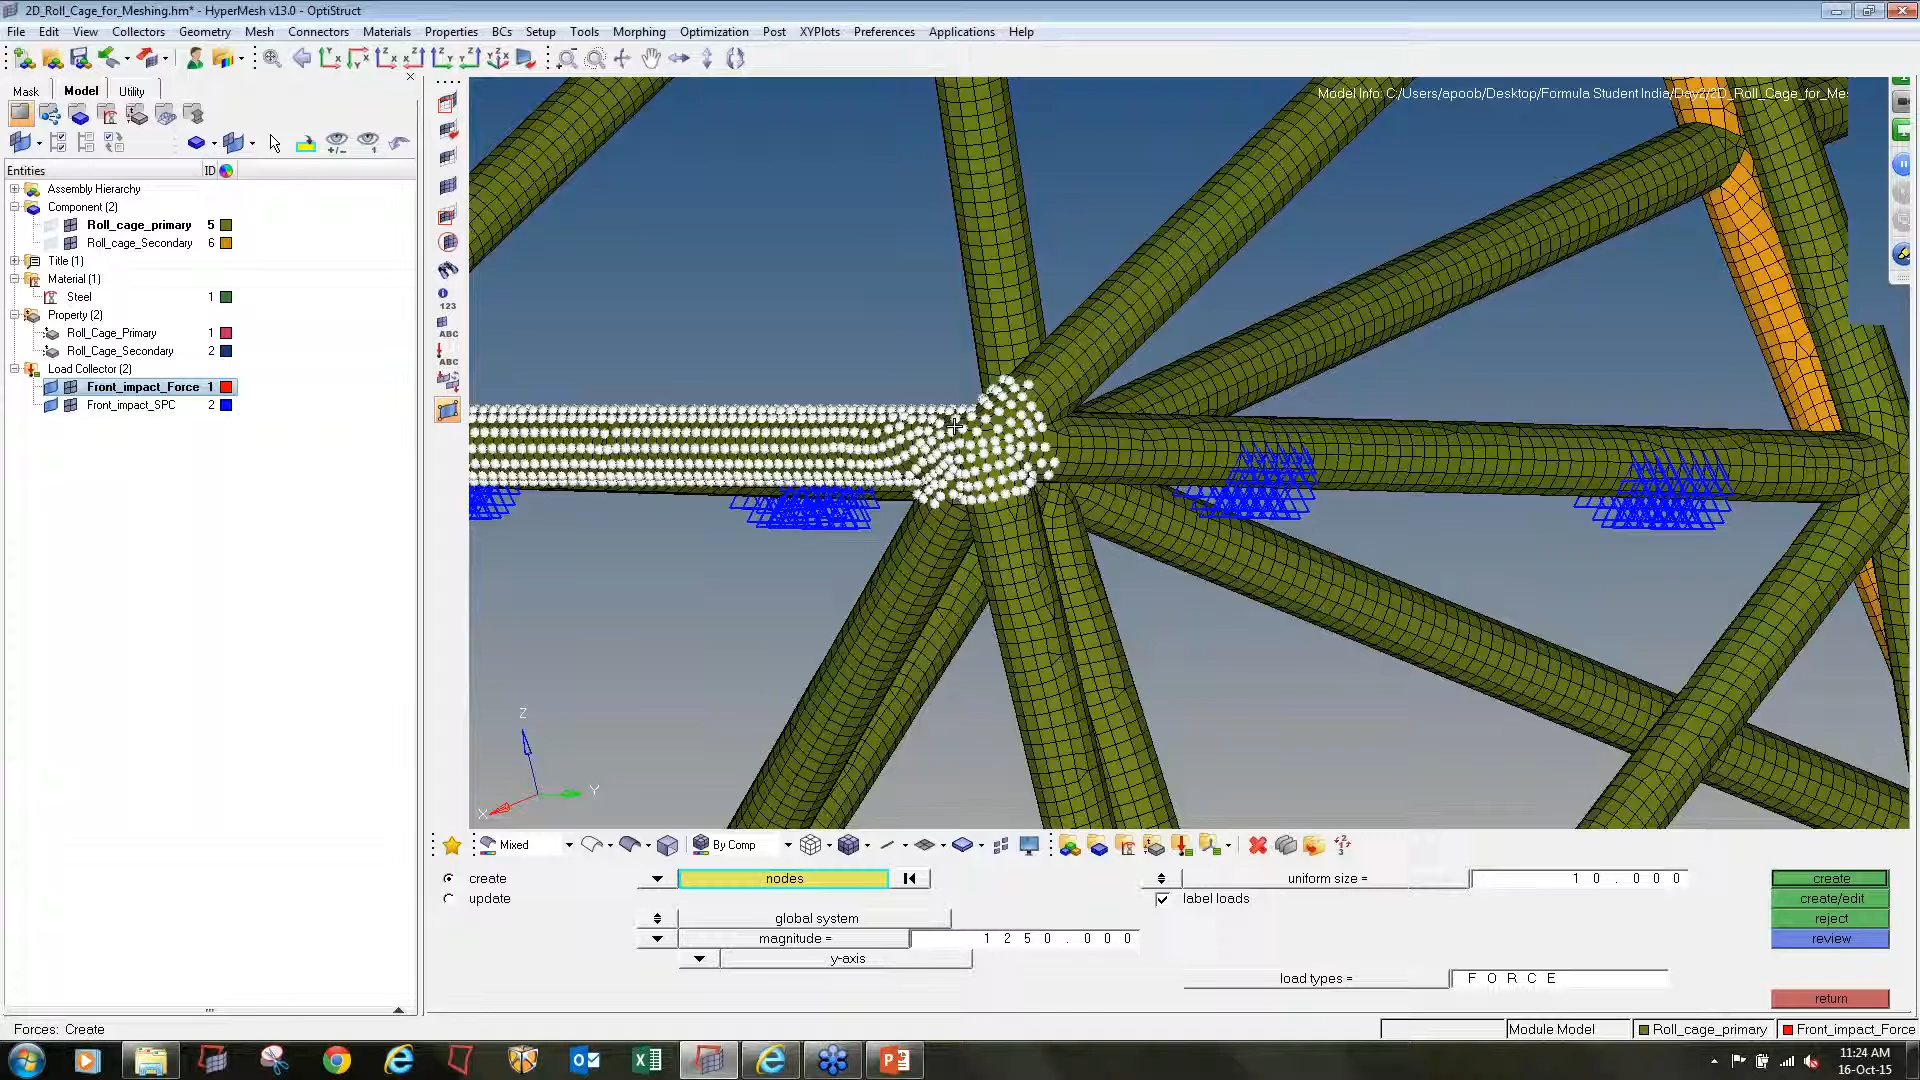 2D_Roll_Cage_for_Meshing.hm* - HyperMesh v13.0 - OptiStruct
File Edit View Collectors Geometry Mesh Connectors Materials Properties BCs Setup Tools Morphing Optimization Post XYPlots Preferences Applications Help
Mask Model Utility
Model Info: C:/Users/apoob/Desktop/Formula Student India/Day2/2D_Roll_Cage_for_Mes
Entities ID
Assembly Hierarchy
Component (2)
Roll_cage_primary 5
Roll_cage_Secondary 6
Title (1)
Material (1)
Steel 1
Property (2)
Roll_Cage_Primary 1
Roll_Cage_Secondary 2
Load Collector (2)
Front_impact_Force 1
Front_impact_SPC 2
123
ABC
ABC
Z
Y
X
Mixed By Comp
create nodes uniform size = 10.000 create
update label loads create/edit
global system reject
magnitude = 1250.000 review
y-axis
load types = FORCE
return
Forces: Create Module Model Roll_cage_primary Front_impact_Force
11:24 AM
16-Oct-15